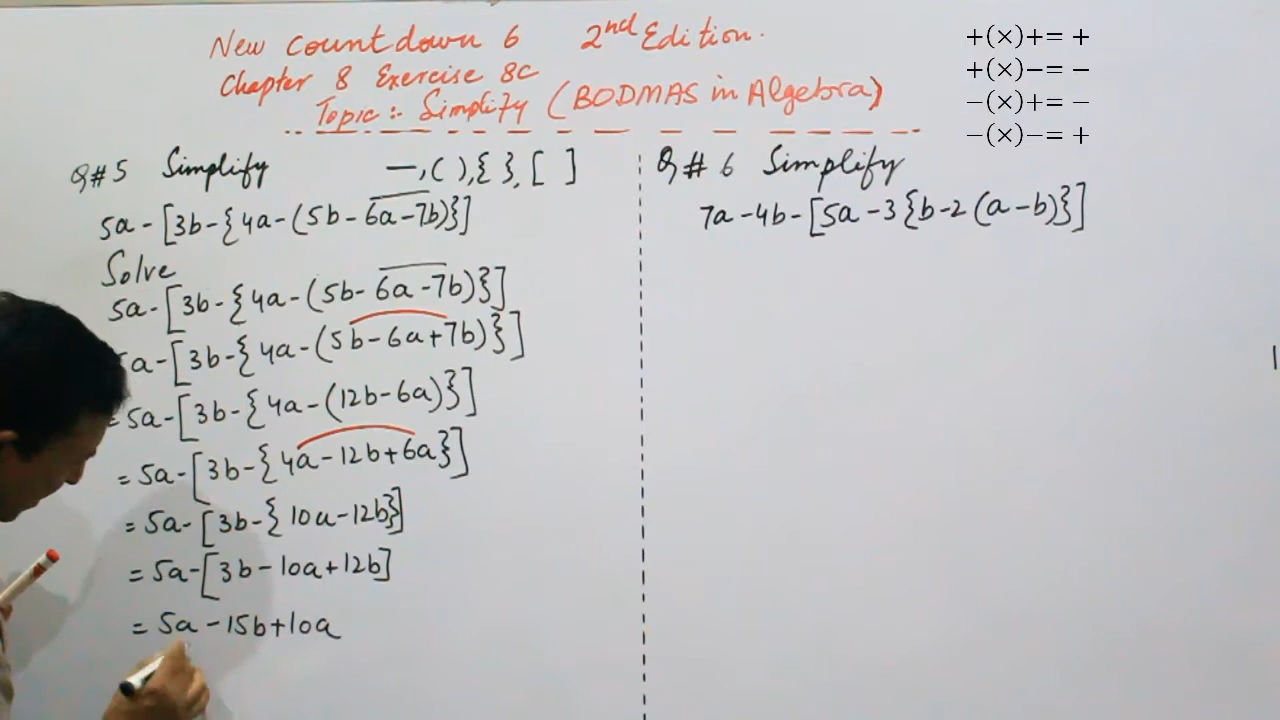 New Countdown 6 2nd Edition.
Chapter 8 Exercise 8c
Topic :- Simplify (BODMAS in Algebra)
+(×)+= +
+(×)−= −
−(×)+= −
−(×)−= +
Q#5 Simplify —, ( ), { }, [ ]
5a-[3b-{4a-(5b-6a-7b)}]
Solve
5a-[3b-{4a-(5b-6a-7b)}]
5a-[3b-{4a-(5b-6a+7b)}]
=5a-[3b-{4a-(12b-6a)}]
=5a-[3b-{4a-12b+6a}]
=5a-[3b-{10a-12b}]
=5a-[3b-10a+12b]
=5a-15b+10a
Q#6 Simplify
7a-4b-[5a-3{b-2(a-b)}]